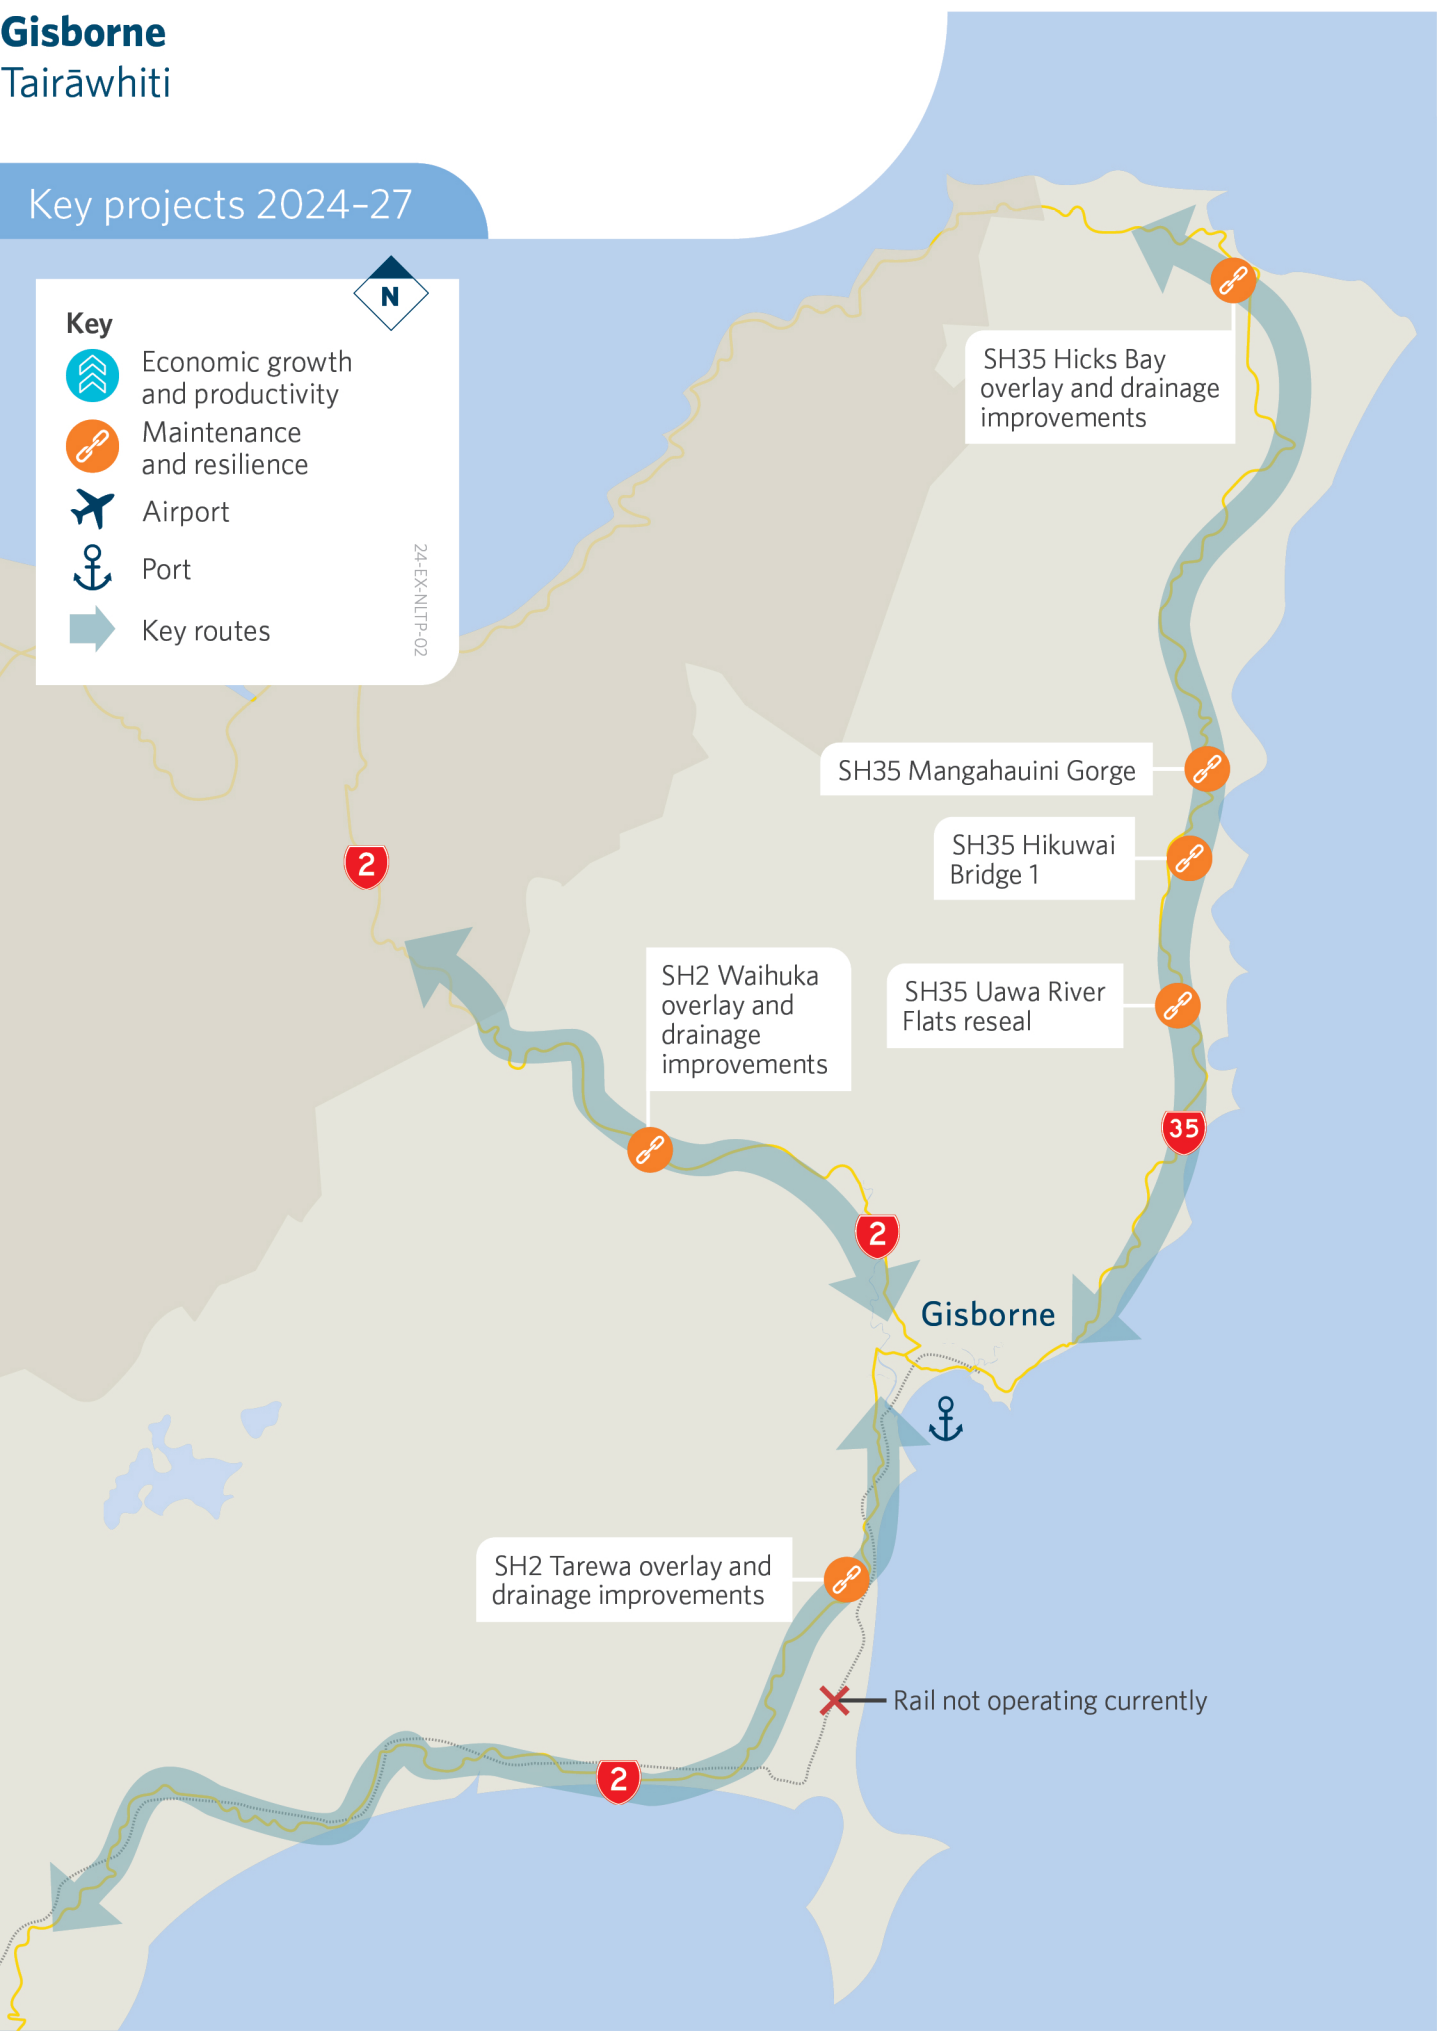 Gisborne
Tairāwhiti
Key projects 2024–27
N
Key
Economic growth
and productivity
Maintenance
and resilience
Airport
Port
Key routes
24-EX-NLTP-02
SH35 Hicks Bay
overlay and drainage
improvements
SH35 Mangahauini Gorge
SH35 Hikuwai
Bridge 1
2
SH2 Waihuka
overlay and
drainage
improvements
SH35 Uawa River
Flats reseal
35
2
Gisborne
SH2 Tarewa overlay and
drainage improvements
Rail not operating currently
2